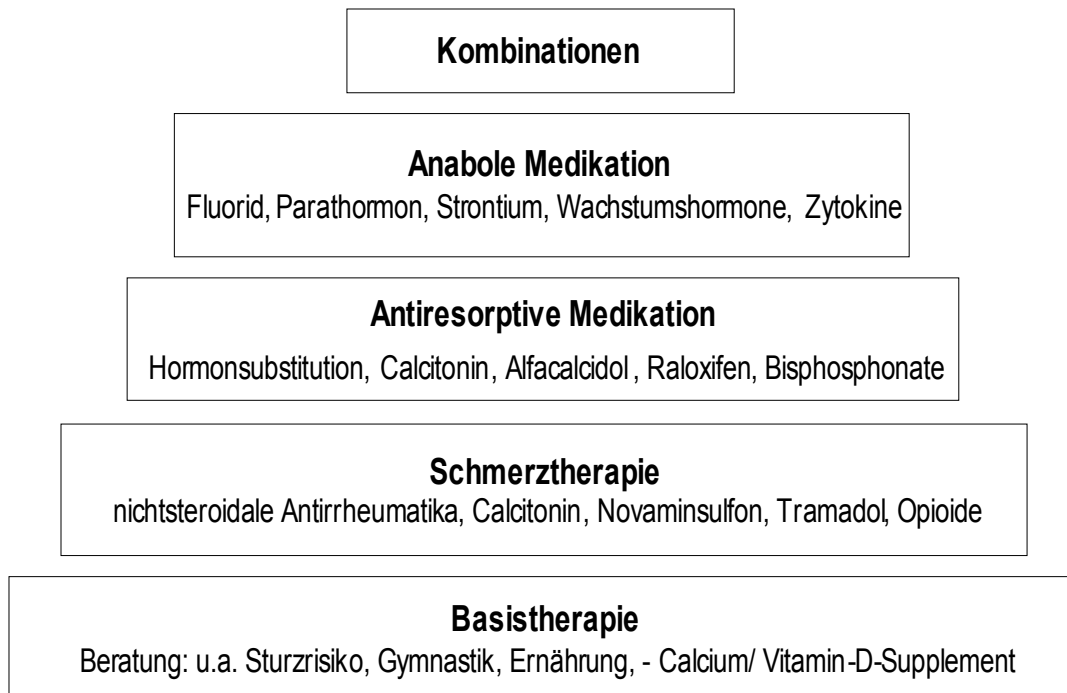 Kombinationen
Anabole Medikation
Fluorid, Parathormon, Strontium, Wachstumshormone, Zytokine
Antiresorptive Medikation
Hormonsubstitution, Calcitonin, Alfacalcidol, Raloxifen, Bisphosphonate
Schmerztherapie
nichtsteroidale Antirrheumatika, Calcitonin, Novaminsulfon, Tramadol, Opioide
Basistherapie
Beratung: u.a. Sturzrisiko, Gymnastik, Ernährung, - Calcium/ Vitamin-D-Supplement